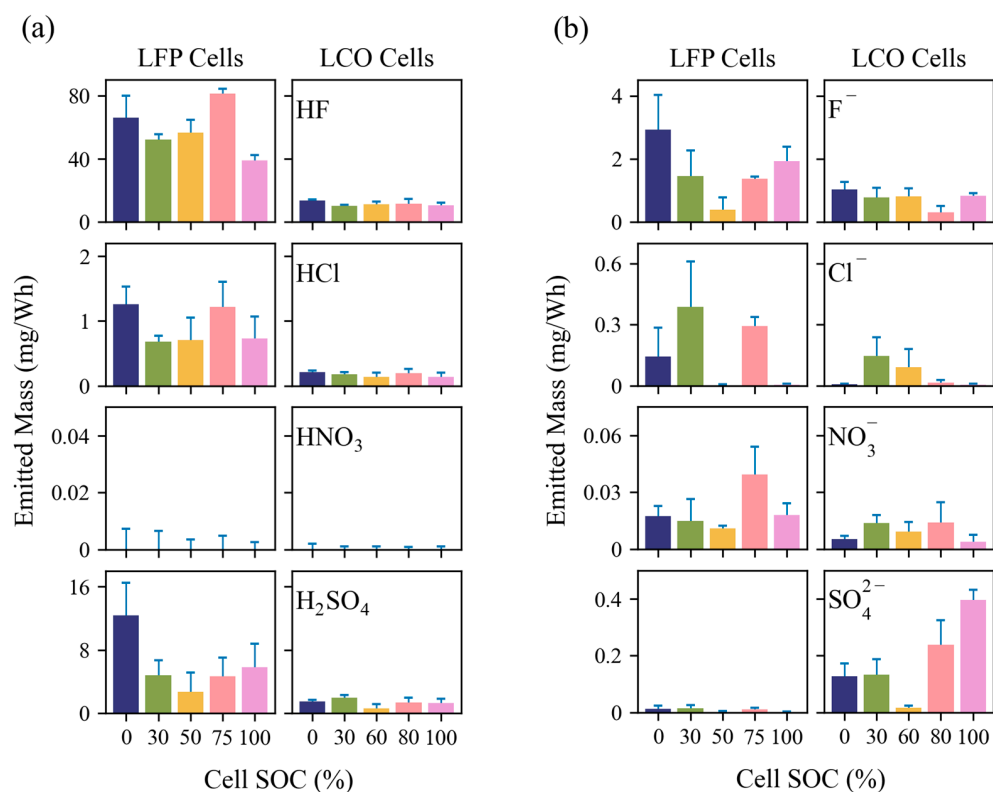 (a)
LFP Cells
LCO Cells
80
40
0
HF
2
1
0
HCl
0.04
0.02
0
HNO₃
16
8
0
H₂SO₄
0 30 50 75 100
0 30 60 80 100
Emitted Mass (mg/Wh)
Cell SOC (%)
(b)
LFP Cells
LCO Cells
4
2
0
F⁻
0.6
0.3
0
Cl⁻
0.06
0.03
0
NO₃⁻
0.4
0.2
0
SO₄²⁻
0 30 50 75 100
0 30 60 80 100
Emitted Mass (mg/Wh)
Cell SOC (%)